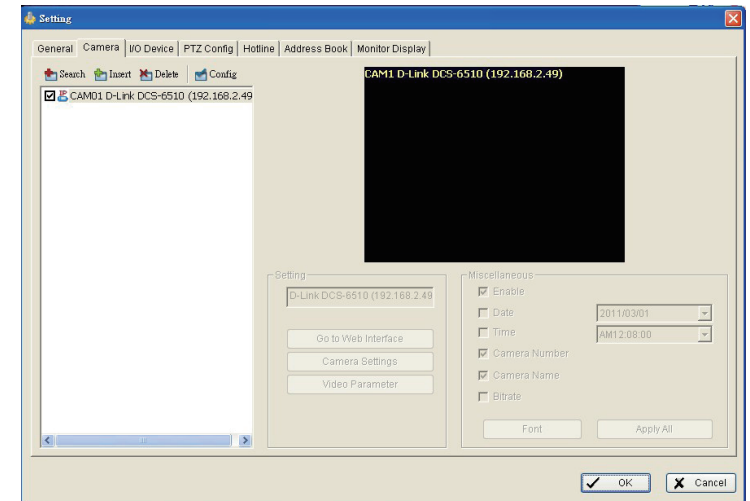 Setting
General Camera I/O Device PTZ Config Hotline Address Book Monitor Display
Search Insert Delete Config
CAM01 D-Link DCS-6510 (192.168.2.49
CAM1 D-Link DCS-6510 (192.168.2.49)
Setting
D-Link DCS-6510 (192.168.2.49
Go to Web Interface
Camera Settings
Video Parameter
Miscellaneous
Enable
Date 2011/03/01
Time AM12:08:00
Camera Number
Camera Name
Bitrate
Font Apply All
OK Cancel